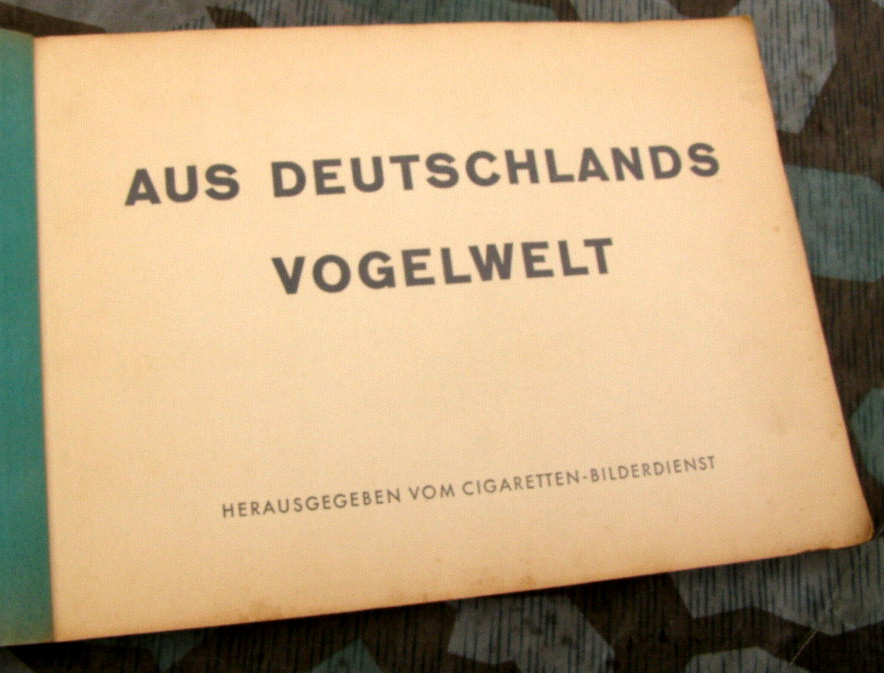 AUS DEUTSCHLANDS
VOGELWELT
HERAUSGEGEBEN VOM CIGARETTEN-BILDERDIENST